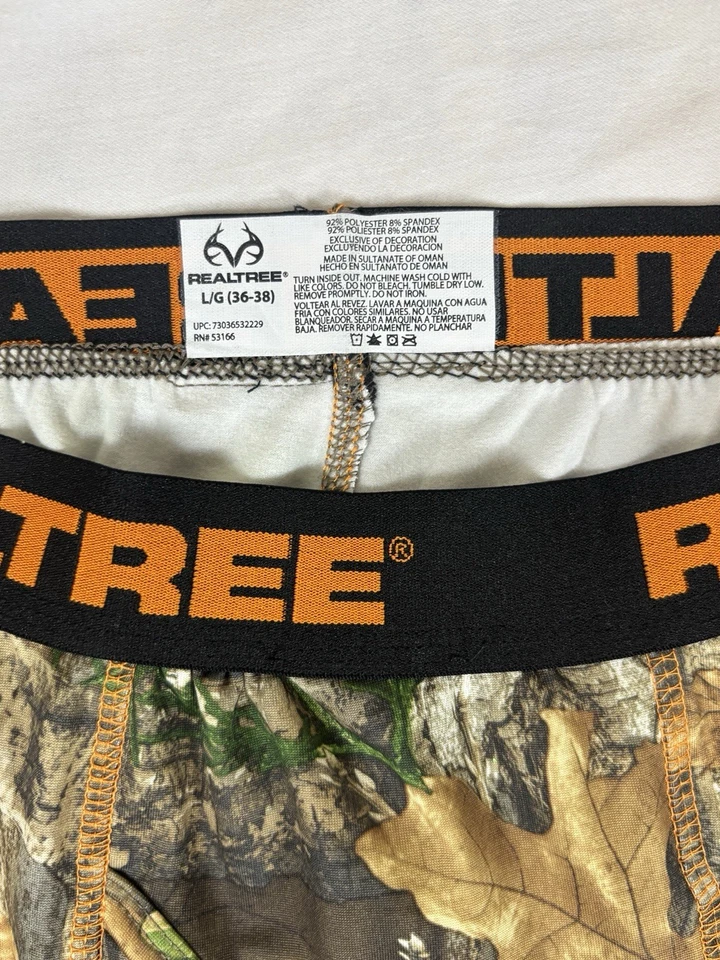 REALTREE®
L/G (36-38)
UPC: 73036532229
RN# 53166
92% POLYESTER 8% SPANDEX
92% POLIESTER 8% SPANDEX
EXCLUSIVE OF DECORATION
EXCLUYENDO LA DECORACION
MADE IN SULTANATE OF OMAN
HECHO EN SULTANATO DE OMAN
TURN INSIDE OUT. MACHINE WASH COLD WITH
LIKE COLORS. DO NOT BLEACH. TUMBLE DRY LOW.
REMOVE PROMPTLY. DO NOT IRON.
VOLTEAR AL REVEZ. LAVAR A MAQUINA CON AGUA
FRIA CON COLORES SIMILARES. NO USAR
BLANQUEADOR. SECAR A MAQUINA A TEMPERATURA
BAJA. REMOVER RAPIDAMENTE. NO PLANCHAR
LTREE® R